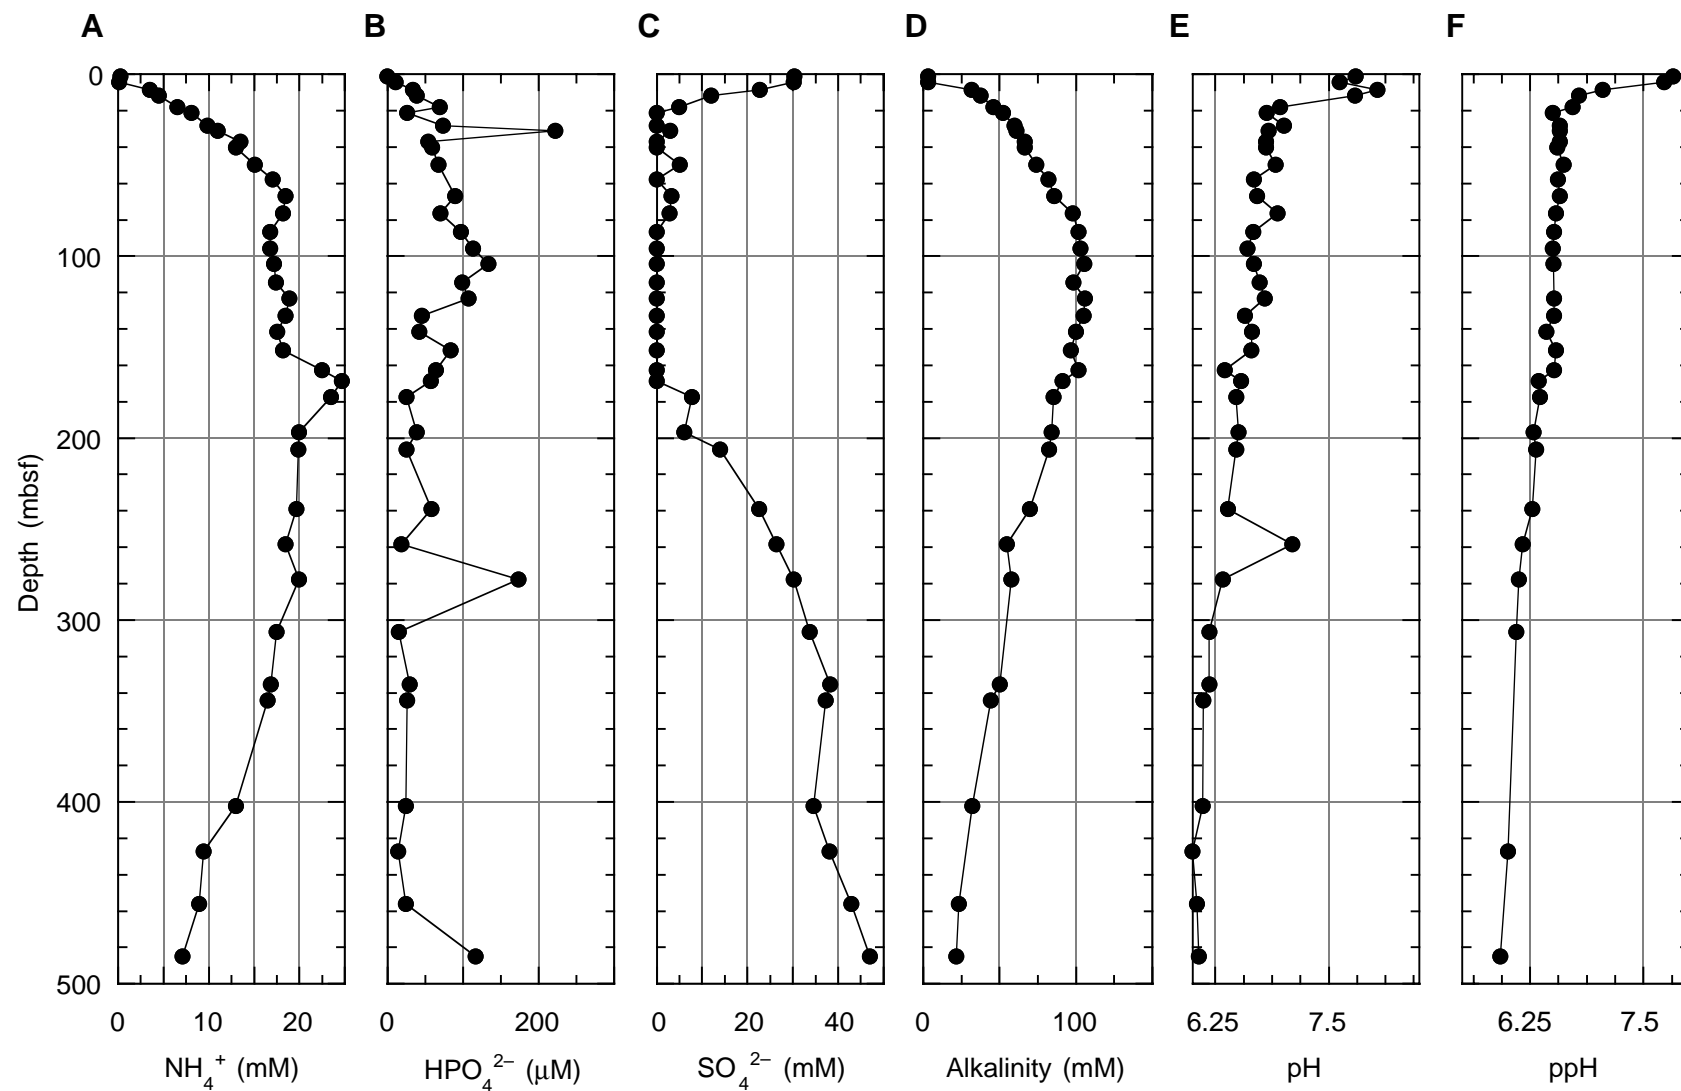 A B C D E F
0
100
200
300
400
500
Depth (mbsf)
0 10 20 0 200 0 20 40 0 100 6.25 7.5 6.25 7.5
NH₄⁺ (mM) HPO₄²⁻ (µM) SO₄²⁻ (mM) Alkalinity (mM) pH ppH